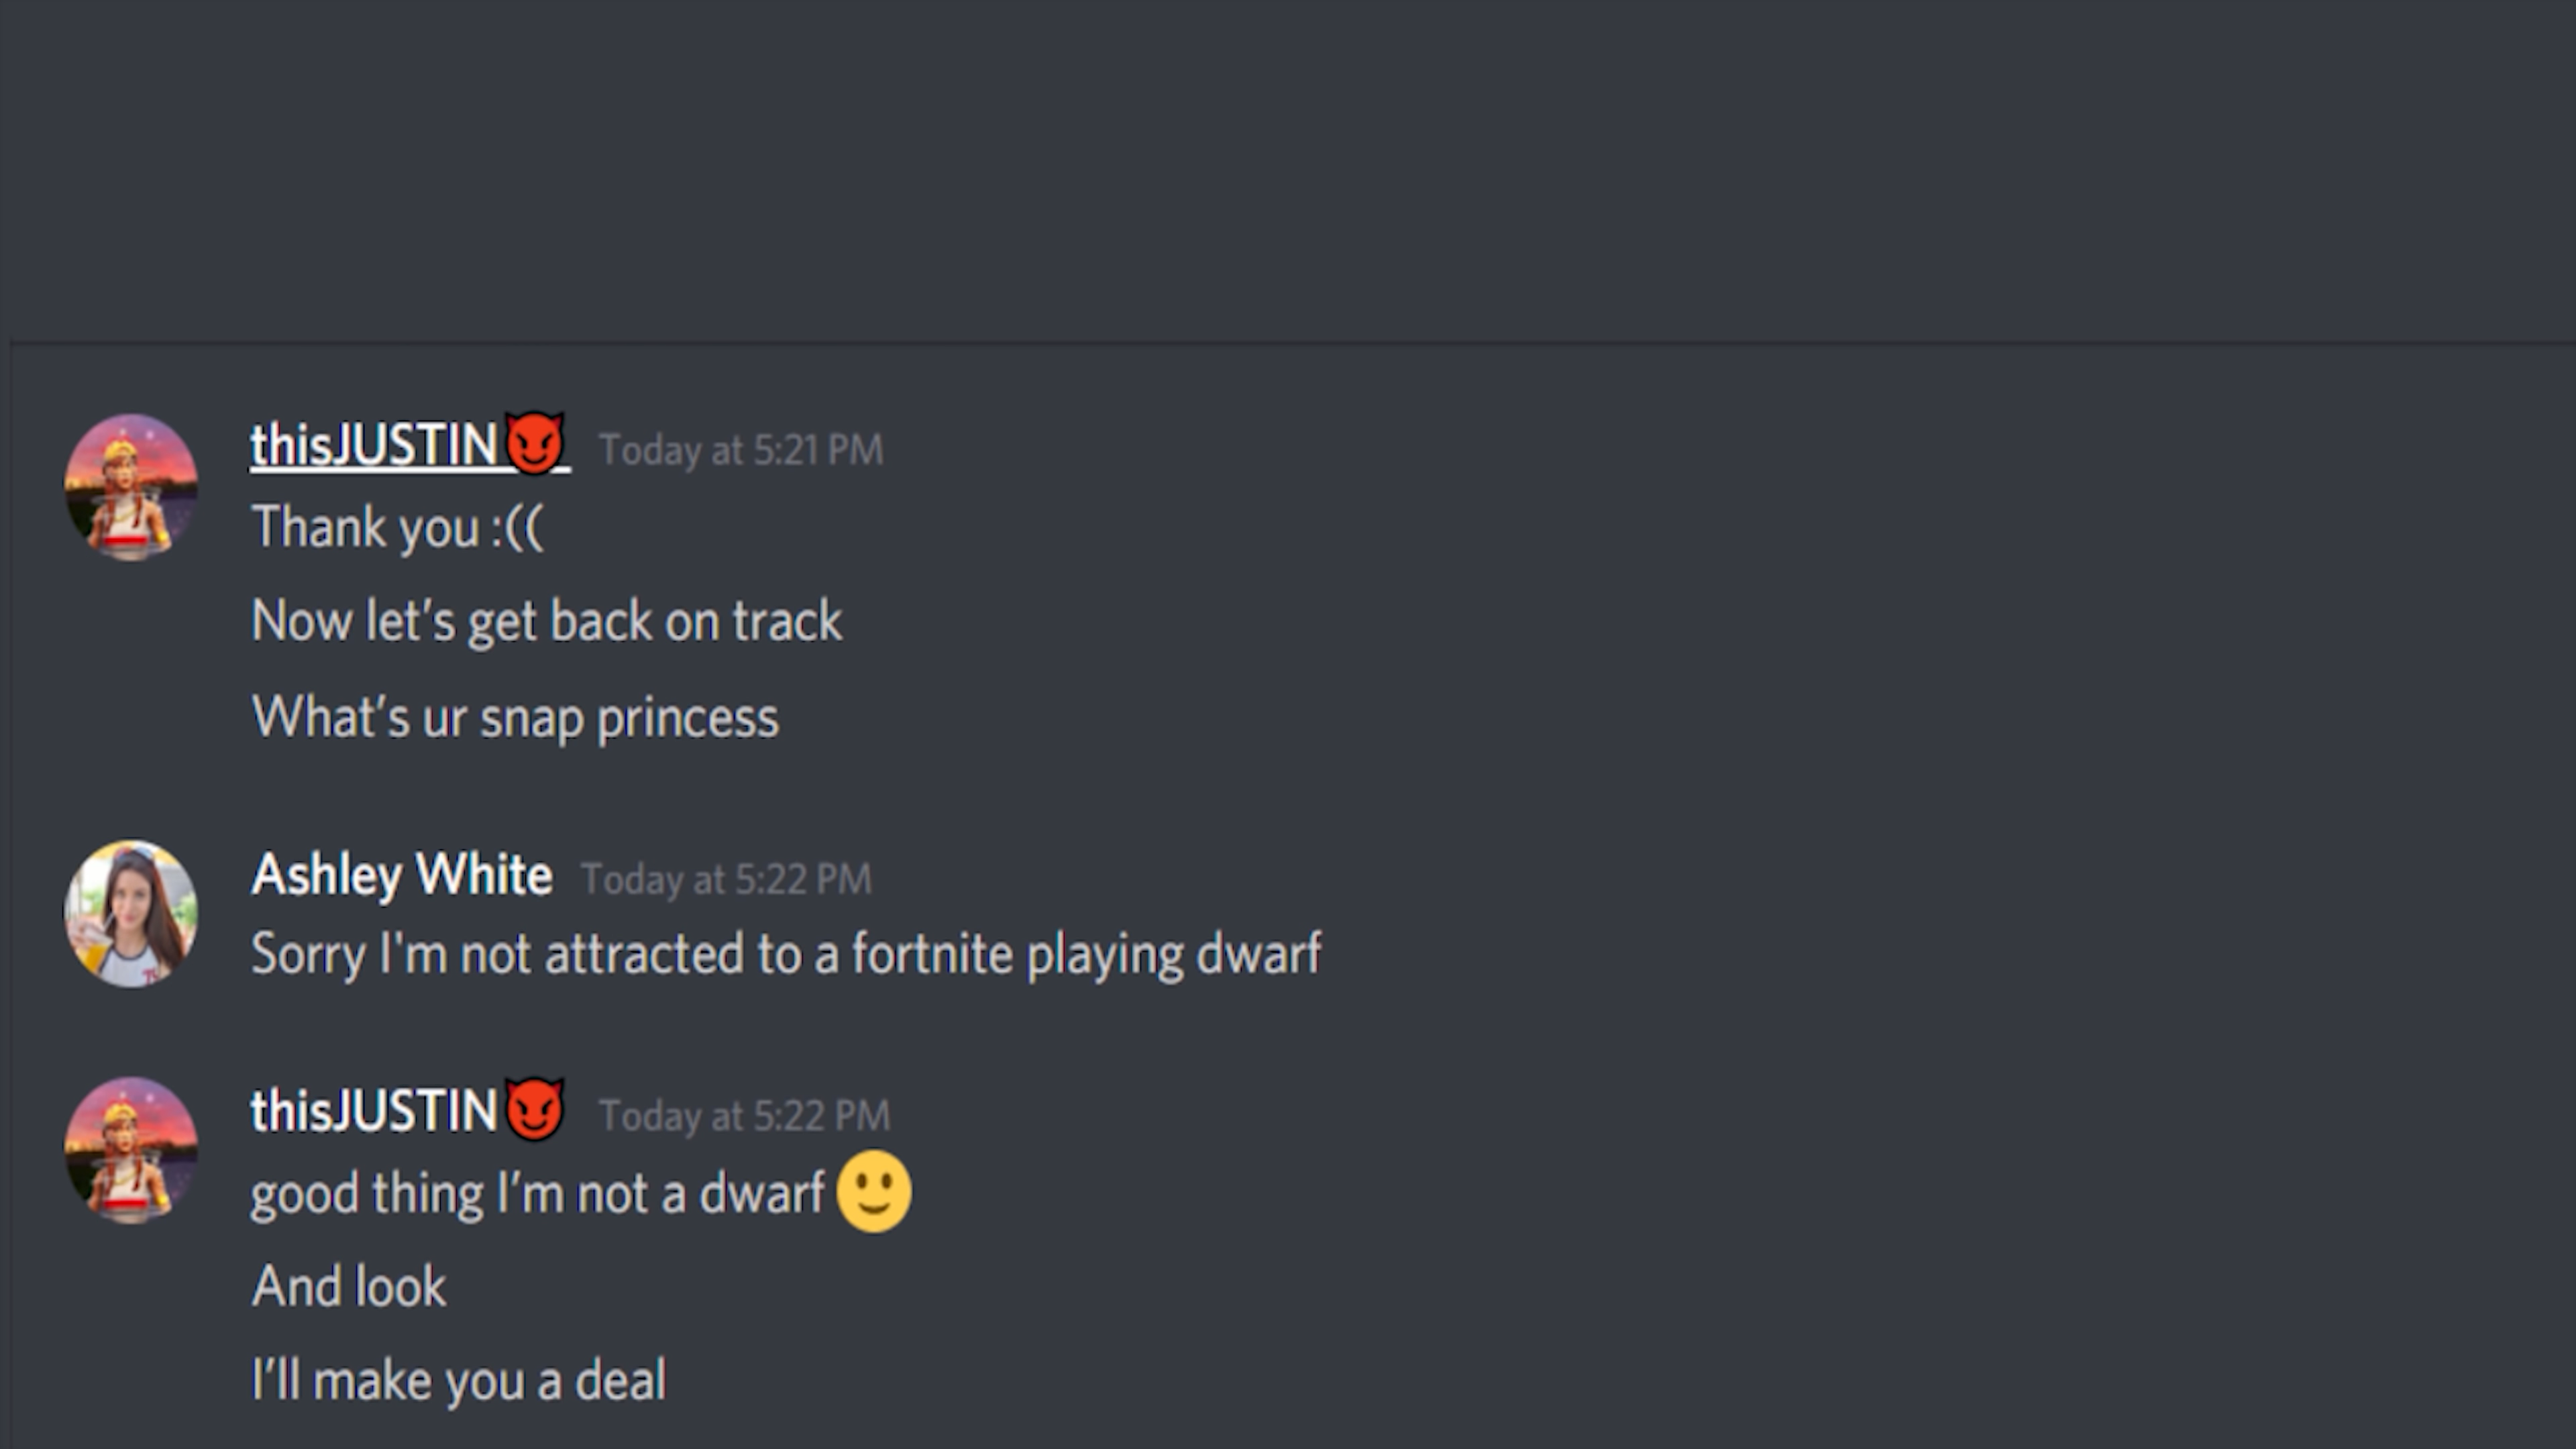 thisJUSTIN😈 Today at 5:21 PM
Thank you :((
Now let’s get back on track
What’s ur snap princess
Ashley White Today at 5:22 PM
Sorry I'm not attracted to a fortnite playing dwarf
thisJUSTIN😈 Today at 5:22 PM
good thing I’m not a dwarf 🙂
And look
I’ll make you a deal